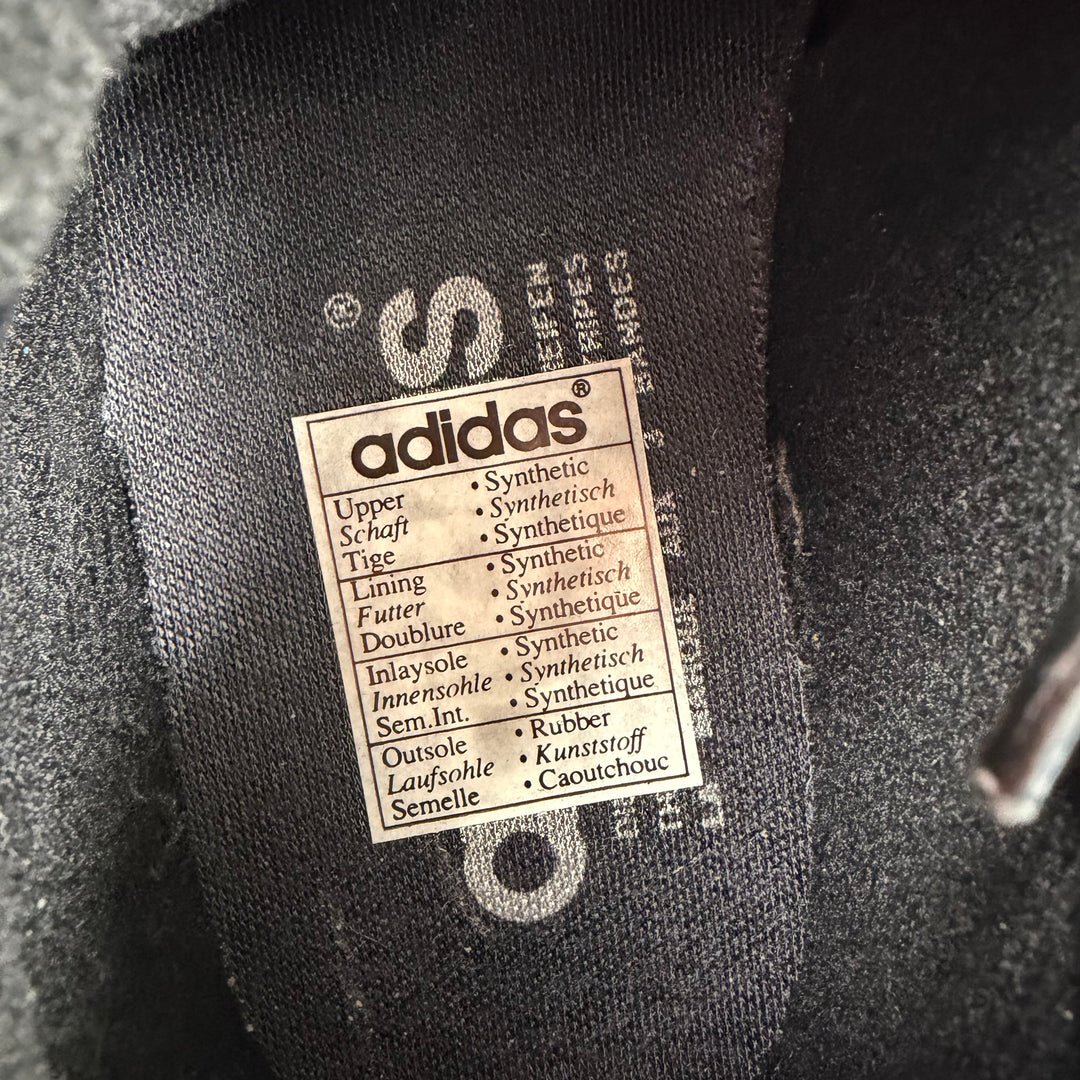 adidas®
Upper • Synthetic
Schaft • Synthetisch
Tige • Synthetique
Lining • Synthetic
Futter • Synthetisch
Doublure • Synthetique
Inlaysole • Synthetic
Innensohle • Synthetisch
Sem.Int. • Synthetique
Outsole • Rubber
Laufsohle • Kunststoff
Semelle • Caoutchouc
®